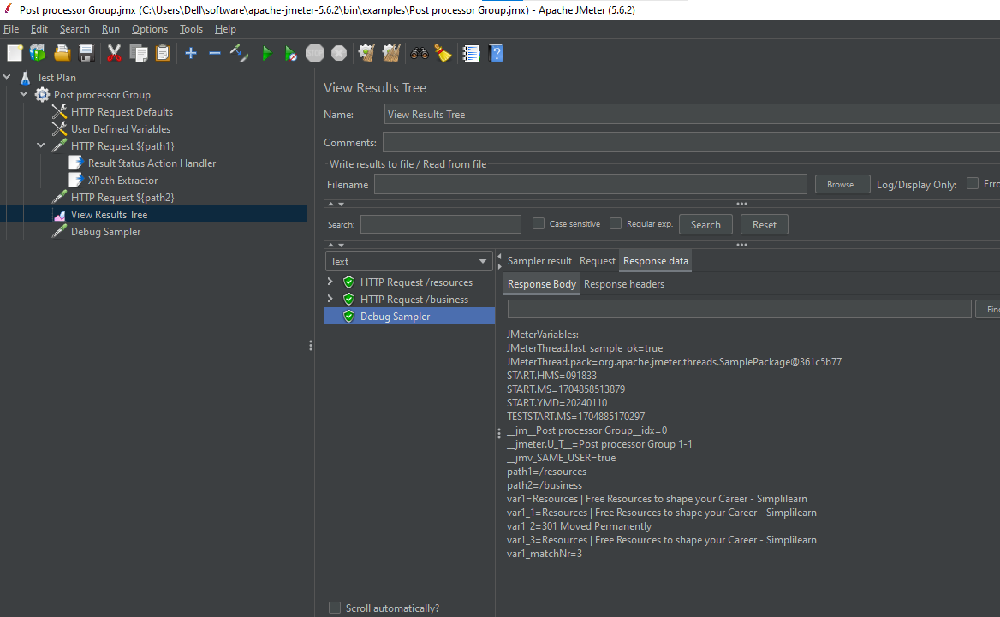 Post processor Group.jmx (C:\Users\Dell\software\apache-jmeter-5.6.2\bin\examples\Post processor Group.jmx) - Apache JMeter (5.6.2)
File Edit Search Run Options Tools Help
STOP
Test Plan
Post processor Group
HTTP Request Defaults
User Defined Variables
HTTP Request ${path1}
Result Status Action Handler
XPath Extractor
HTTP Request ${path2}
View Results Tree
Debug Sampler
View Results Tree
Name: View Results Tree
Comments:
Write results to file / Read from file
Filename Browse... Log/Display Only: Erro
Search: Case sensitive Regular exp. Search Reset
Text
HTTP Request /resources
HTTP Request /business
Debug Sampler
Scroll automatically?
Sampler result Request Response data
Response Body Response headers
Find
JMeterVariables:
JMeterThread.last_sample_ok=true
JMeterThread.pack=org.apache.jmeter.threads.SamplePackage@361c5b77
START.HMS=091833
START.MS=1704858513879
START.YMD=20240110
TESTSTART.MS=1704885170297
__jm__Post processor Group__idx=0
__jmeter.U_T__=Post processor Group 1-1
__jmv_SAME_USER=true
path1=/resources
path2=/business
var1=Resources | Free Resources to shape your Career - Simplilearn
var1_1=Resources | Free Resources to shape your Career - Simplilearn
var1_2=301 Moved Permanently
var1_3=Resources | Free Resources to shape your Career - Simplilearn
var1_matchNr=3